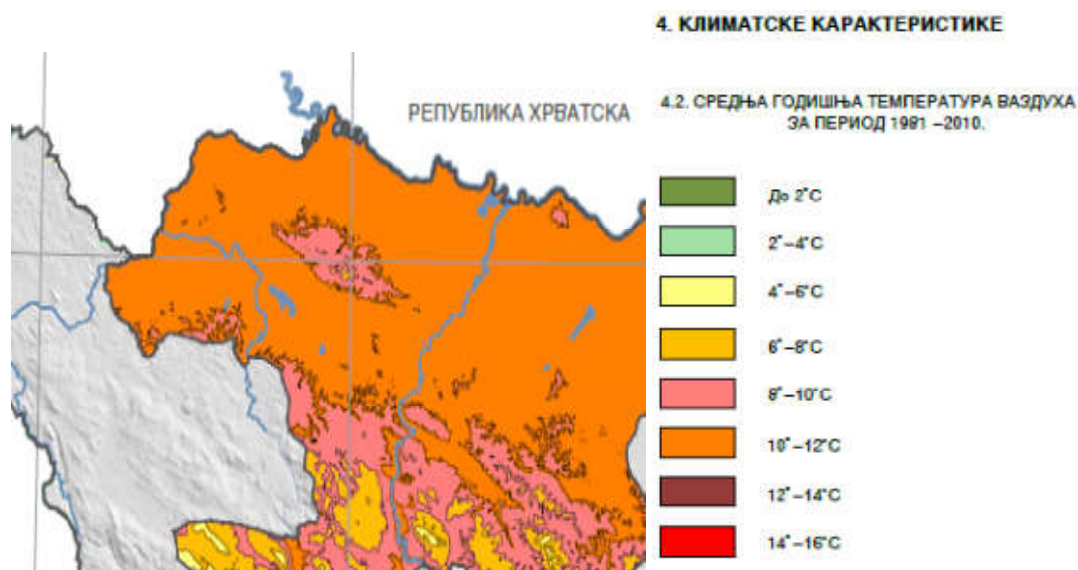 4. КЛИМАТСКЕ КАРАКТЕРИСТИКЕ
РЕПУБЛИКА ХРВАТСКА
4.2. СРЕДЊА ГОДИШЊА ТЕМПЕРАТУРА ВАЗДУХА
ЗА ПЕРИОД 1981 –2010.
До 2˚C
2˚–4˚C
4˚–6˚C
6˚–8˚C
8˚–10˚C
10˚–12˚C
12˚–14˚C
14˚–16˚C